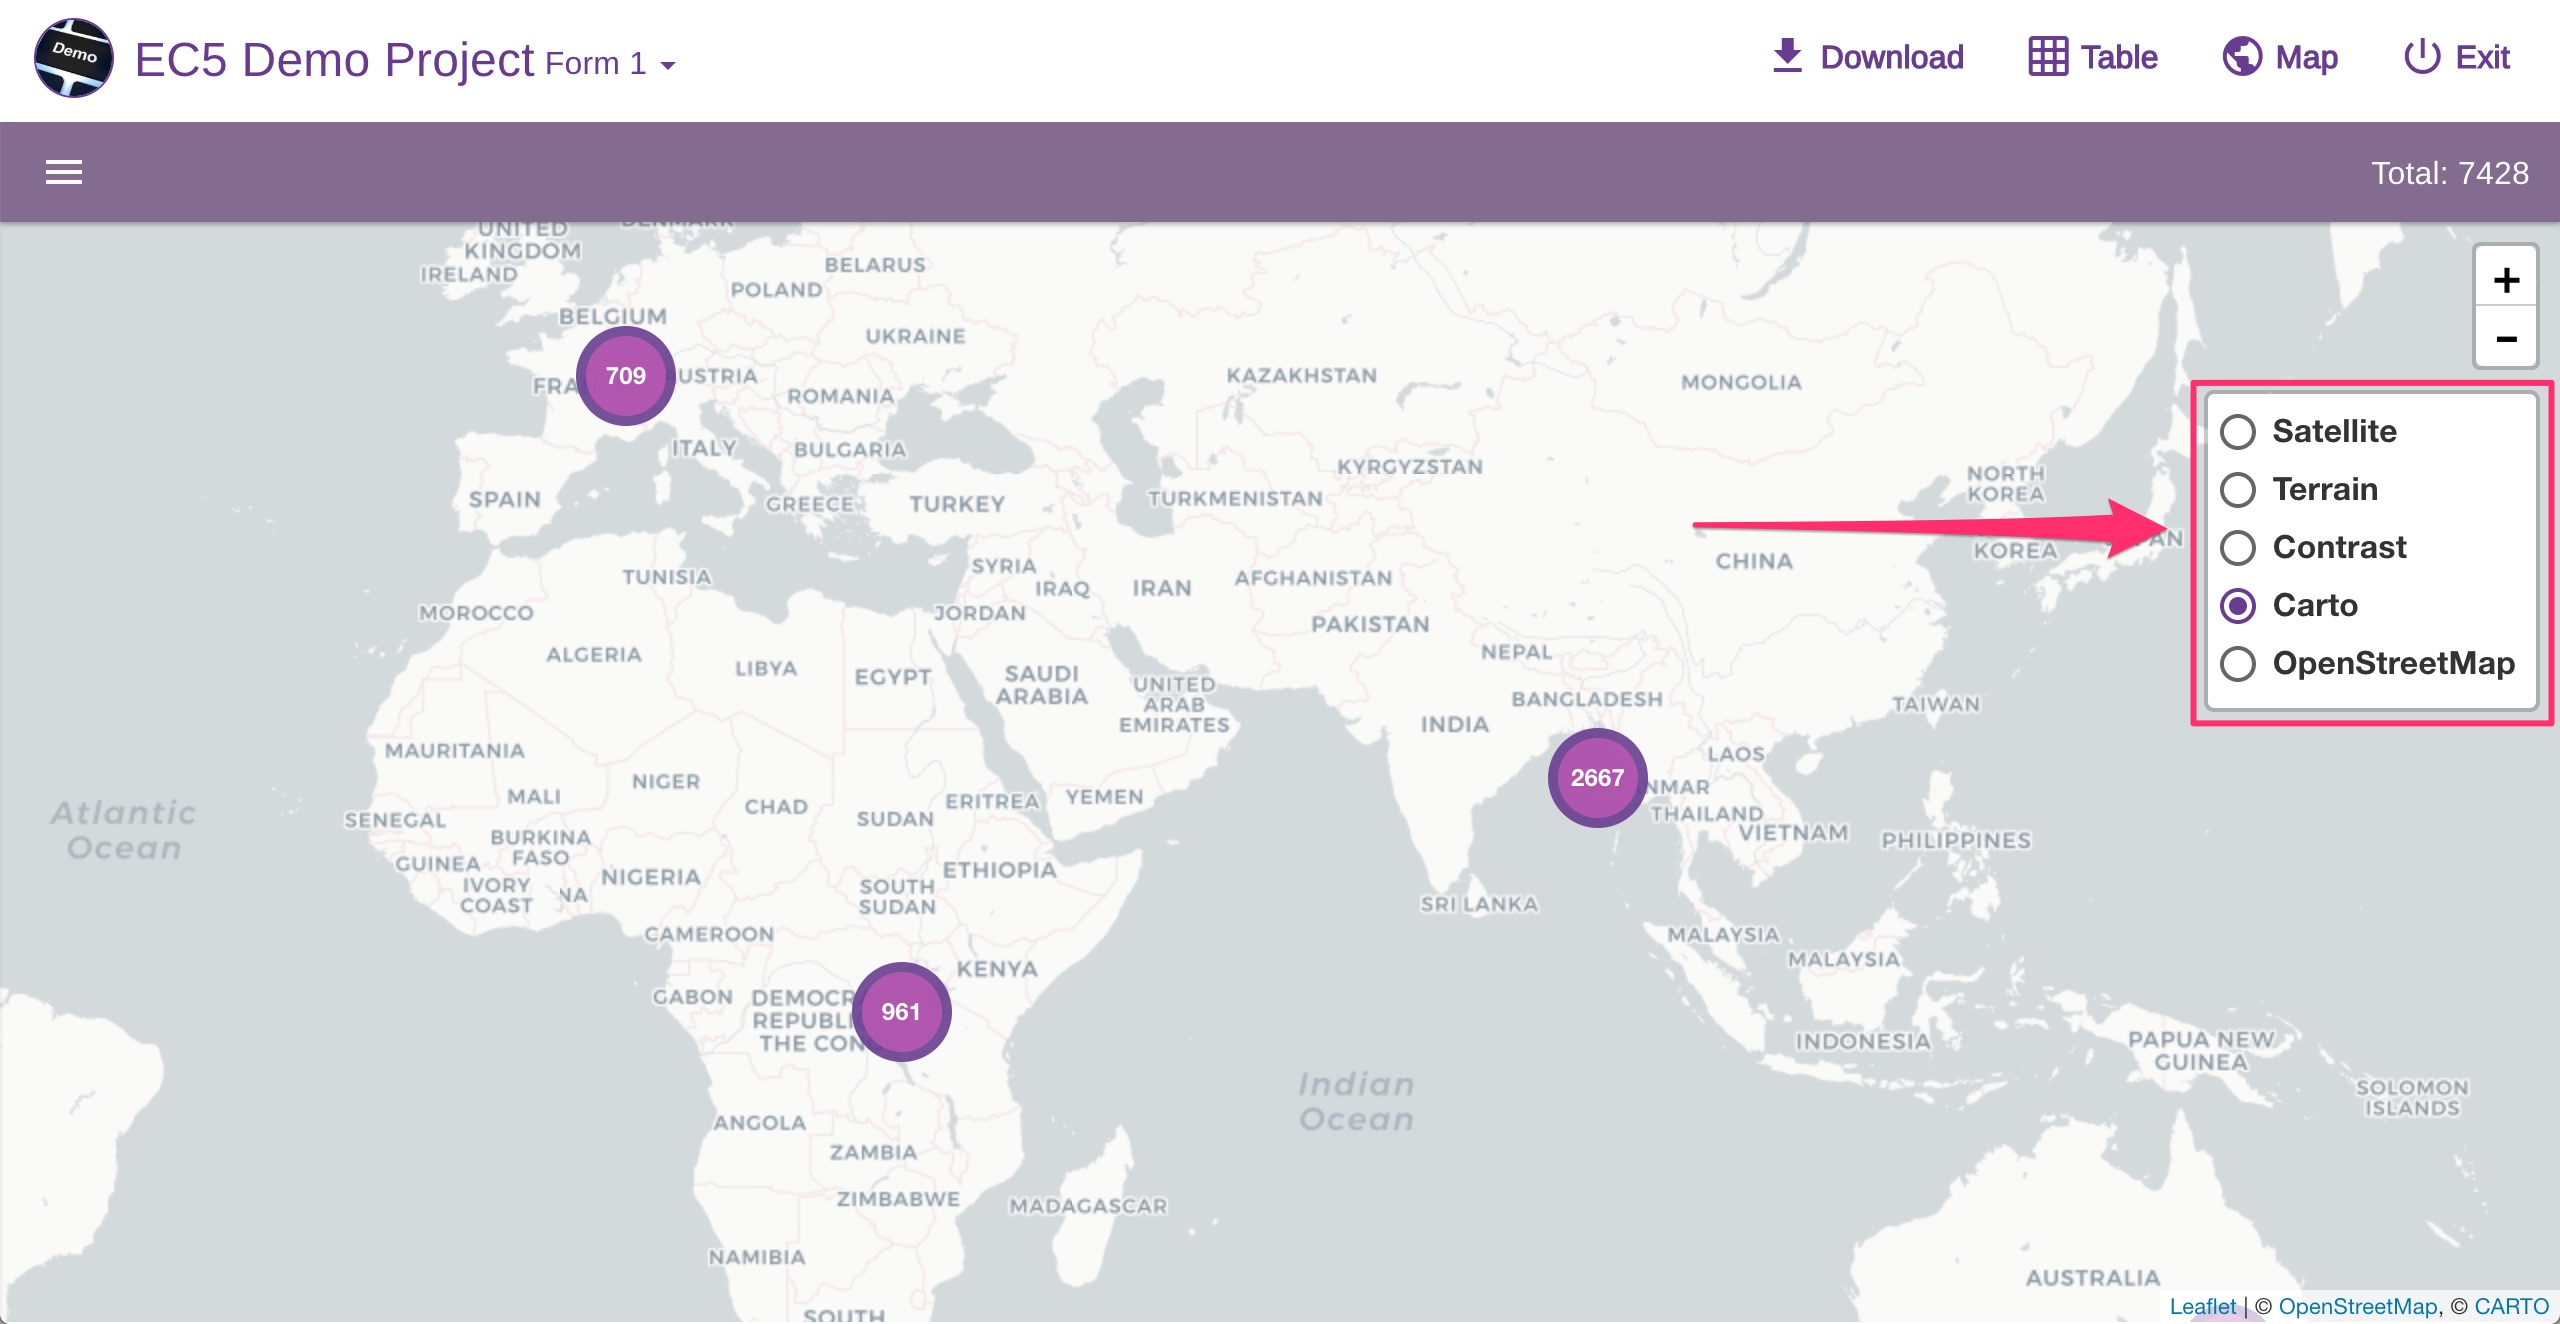 Demo
EC5 Demo Project Form 1
Download
Table
Map
Exit
Total: 7428
UNITED
KINGDOM
IRELAND
BELARUS
POLAND
BELGIUM
UKRAINE
709
FRA
USTRIA
ROMANIA
KAZAKHSTAN
MONGOLIA
ITALY
BULGARIA
KYRGYZSTAN
SPAIN
GREECE
TURKEY
TURKMENISTAN
NORTH
KOREA
KOREA
AN
CHINA
SYRIA
IRAQ
IRAN
AFGHANISTAN
TUNISIA
MOROCCO
JORDAN
PAKISTAN
ALGERIA
LIBYA
EGYPT
SAUDI
ARABIA
UNITED
ARAB
EMIRATES
NEPAL
BANGLADESH
INDIA
TAIWAN
+
−
Satellite
Terrain
Contrast
Carto
OpenStreetMap
MAURITANIA
NIGER
MALI
CHAD
SUDAN
ERITREA
YEMEN
2667
NMAR
LAOS
THAILAND
VIETNAM
PHILIPPINES
Atlantic
Ocean
SENEGAL
BURKINA
FASO
GUINEA
IVORY
COAST
NA
NIGERIA
SOUTH
SUDAN
ETHIOPIA
SRI LANKA
CAMEROON
KENYA
MALAYSIA
MALAYSIA
GABON
DEMOCR
REPUBLI
THE CON
961
INDONESIA
PAPUA NEW
GUINEA
SOLOMON
ISLANDS
Indian
Ocean
ANGOLA
ZAMBIA
ZIMBABWE
MADAGASCAR
NAMIBIA
SOUTH
AUSTRALIA
Leaflet | © OpenStreetMap, © CARTO